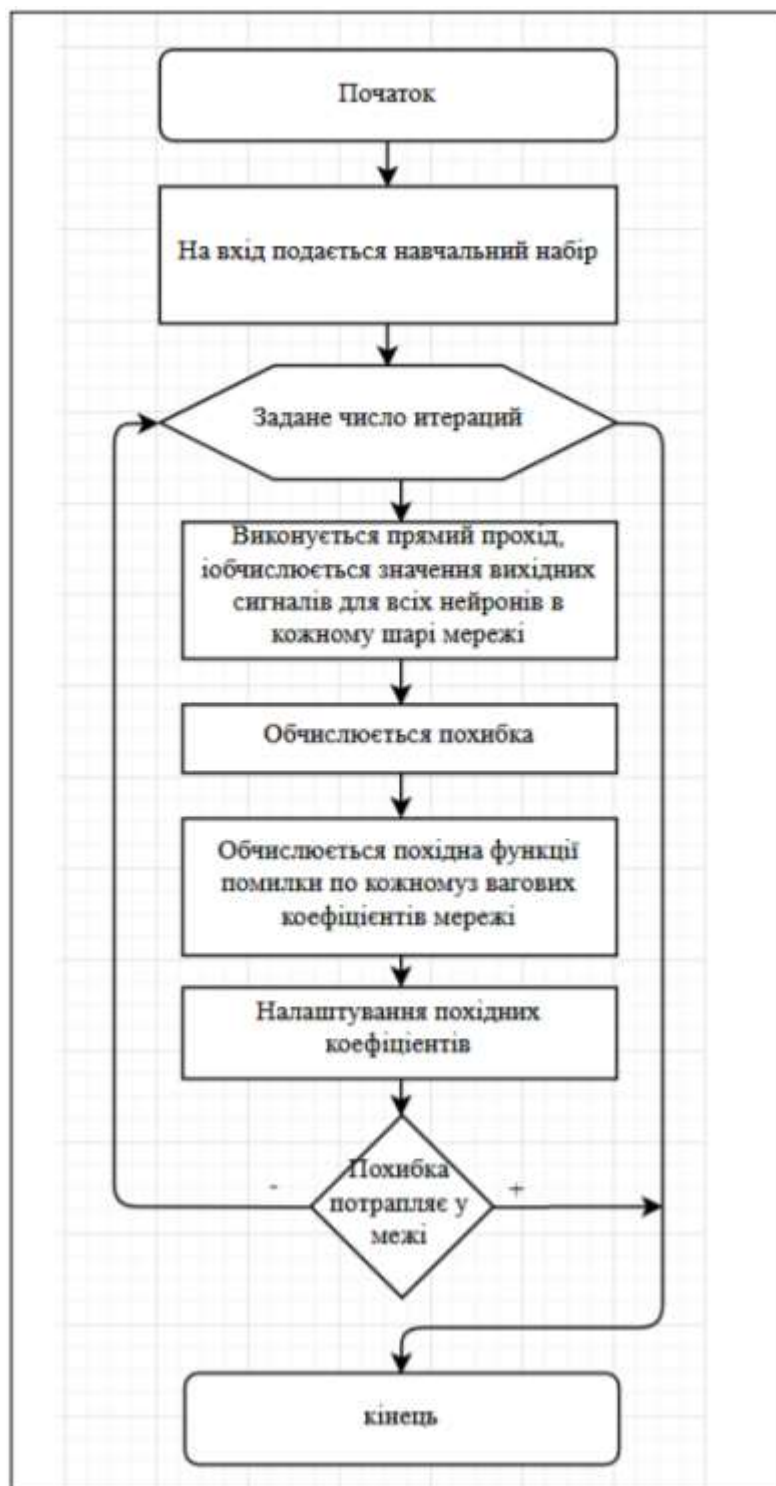 Початок
На вхід подається навчальний набір
Задане число итераций
Виконується прямий прохід,
іобчислюється значення вихідних
сигналів для всіх нейронів в
кожному шарі мережі
Обчислюється похибка
Обчислюється похідна функції
помилки по кожномуз вагових
коефіцієнтів мережі
Налаштування похідних
коефіціентів
Похибка
потрапляє у
межі
-
+
кінець